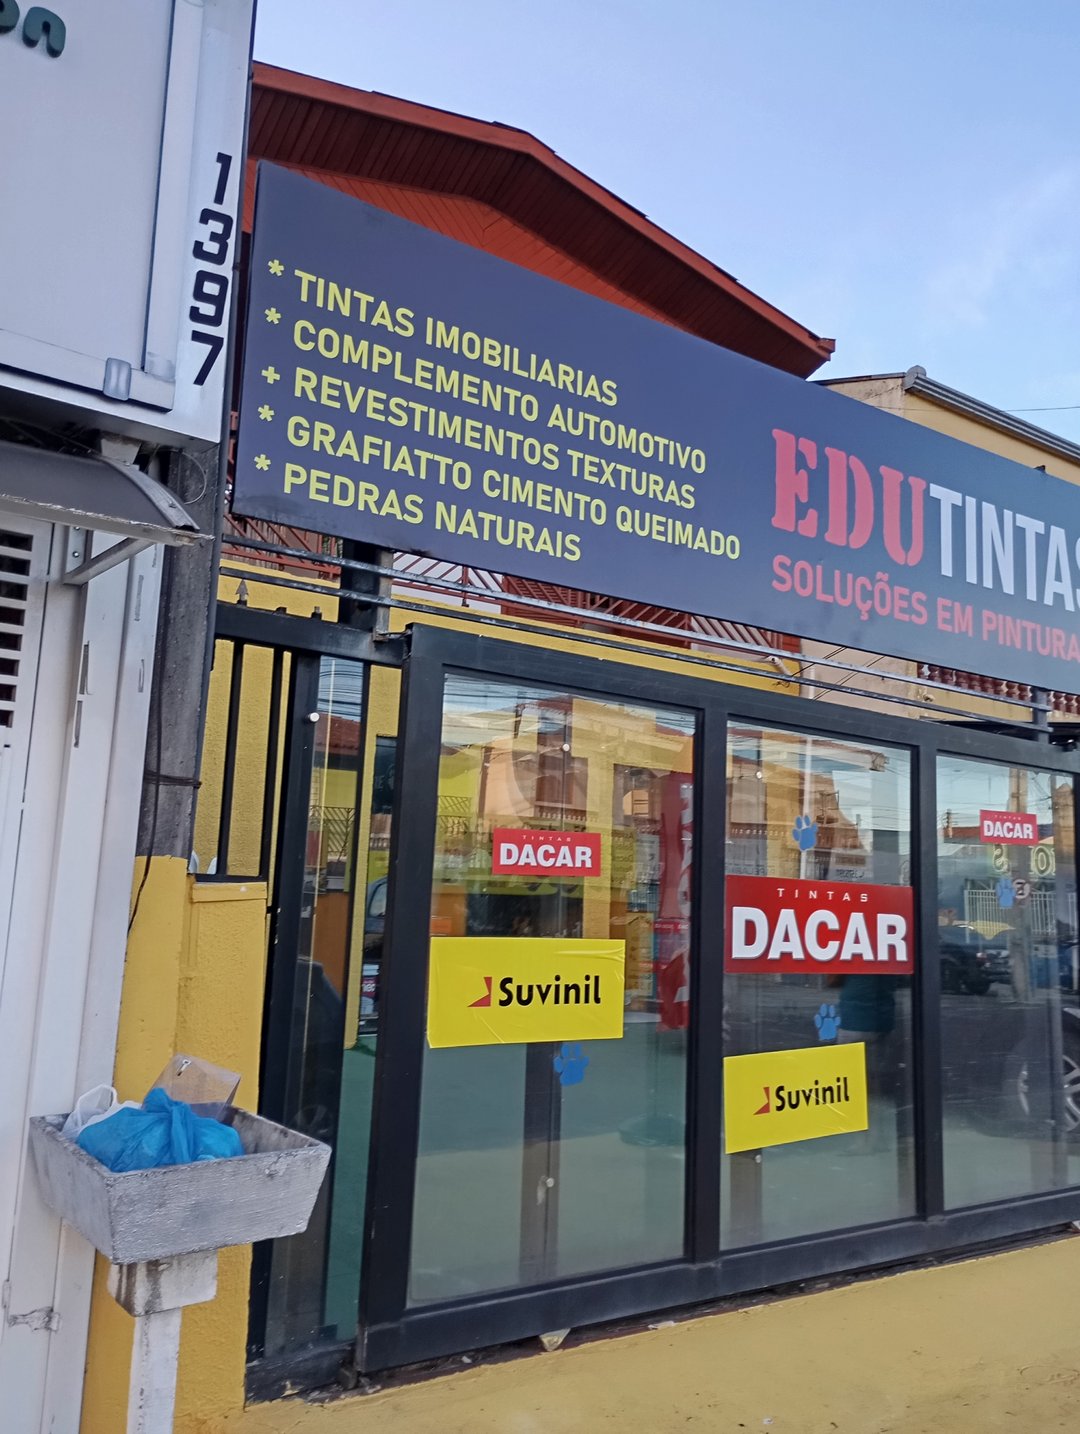 1397
* TINTAS IMOBILIARIAS
* COMPLEMENTO AUTOMOTIVO
+ REVESTIMENTOS TEXTURAS
* GRAFIATTO CIMENTO QUEIMADO
* PEDRAS NATURAIS
EDUTINTAS
SOLUÇÕES EM PINTURA
TINTAS
DACAR
TINTAS
DACAR
TINTAS
DACAR
Suvinil
Suvinil